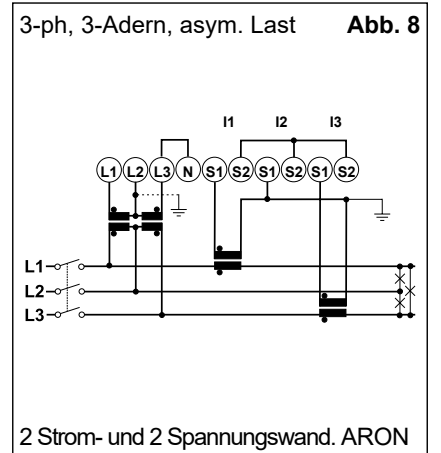 3-ph, 3-Adern, asym. Last Abb. 8
I1 I2 I3
L1 L2 L3 N S1 S2 S1 S2 S1 S2
L1
L2
L3
2 Strom- und 2 Spannungswand. ARON